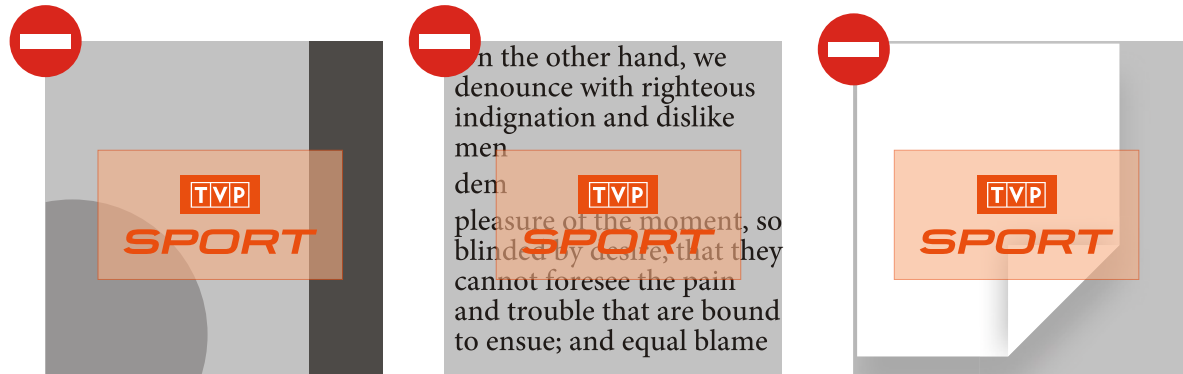 TVP
SPORT
n the other hand, we
denounce with righteous
indignation and dislike
men
dem
pleasure of the moment, so
blinded by desire, that they
cannot foresee the pain
and trouble that are bound
to ensue; and equal blame
TVP
SPORT
TVP
SPORT